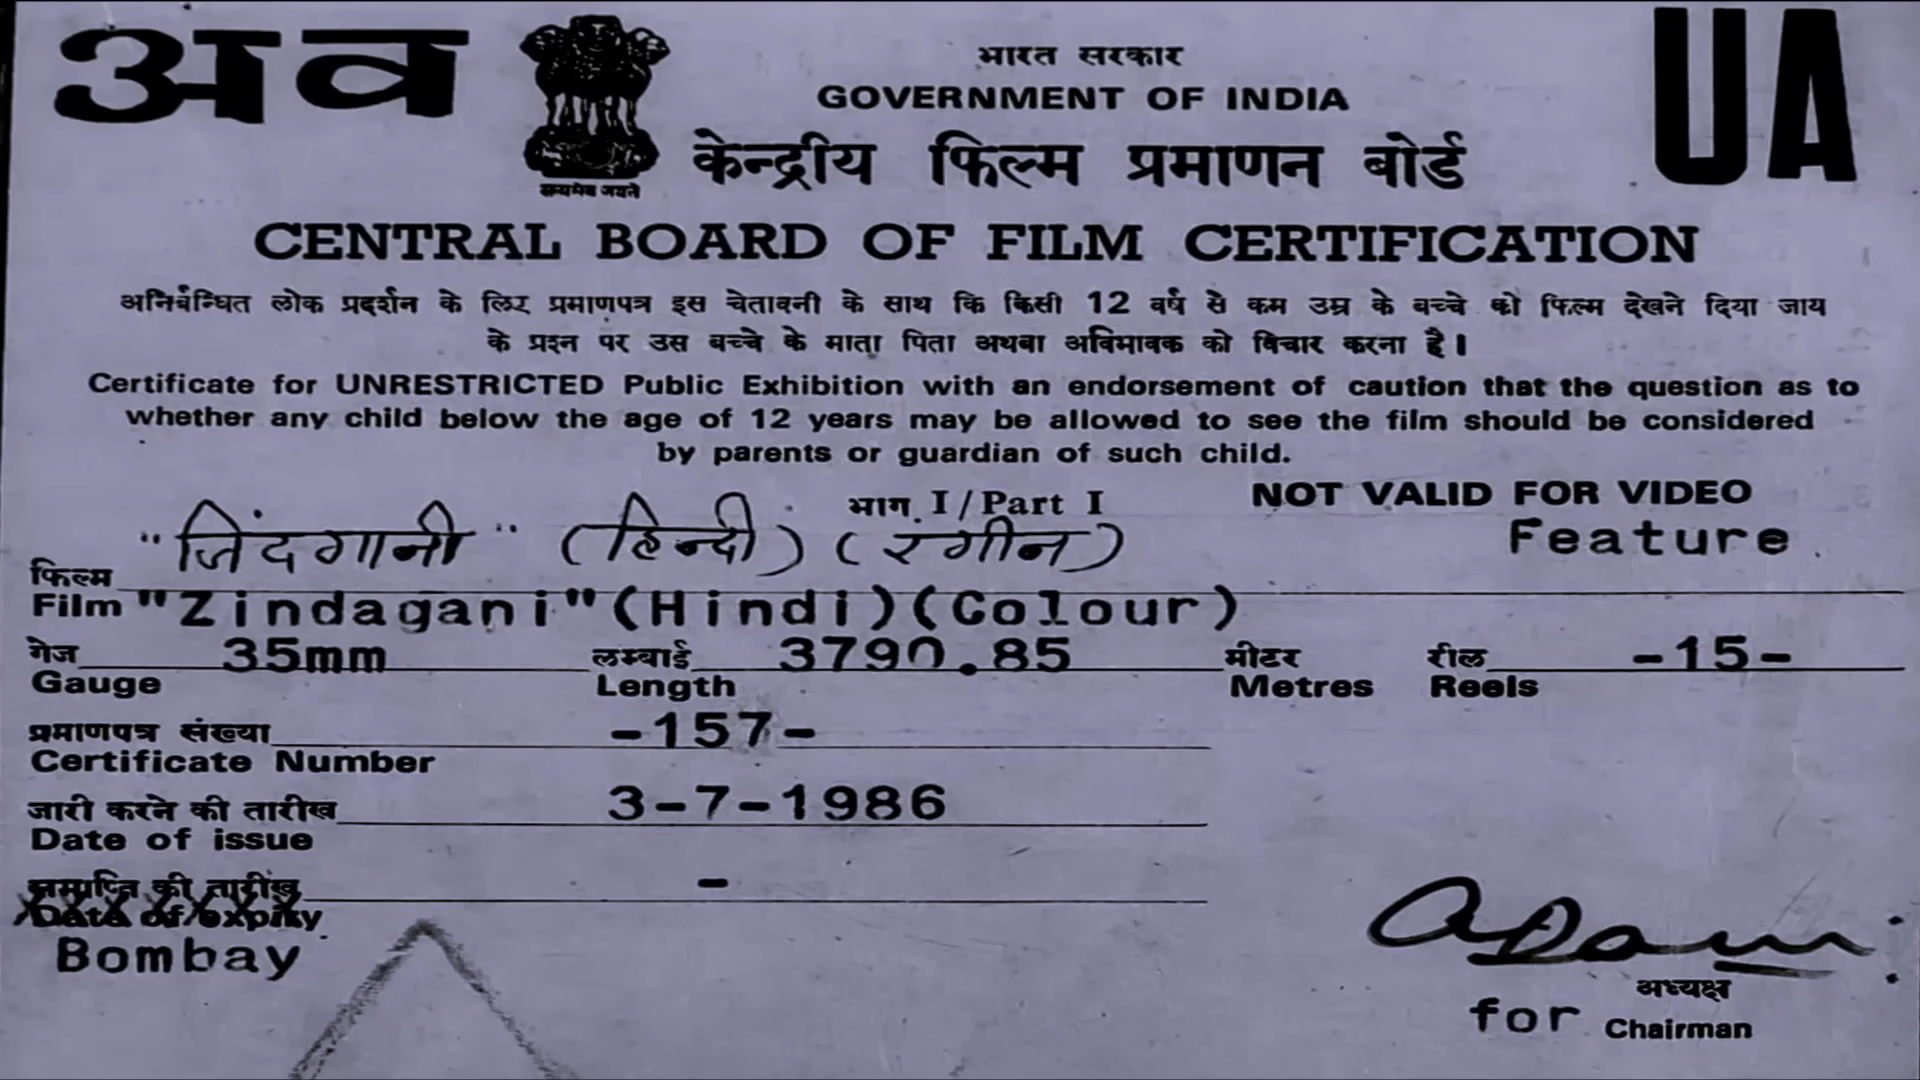 अव
भारत सरकार
UA
GOVERNMENT OF INDIA
केन्द्रीय फिल्म प्रमाणन बोर्ड
सत्यमेव जयते
CENTRAL BOARD OF FILM CERTIFICATION
अनिर्बन्धित लोक प्रदर्शन के लिए प्रमाणपत्र इस चेतावनी के साथ कि किसी 12 वर्ष से कम उम्र के बच्चे को फिल्म देखने दिया जाय
के प्रश्न पर उस बच्चे के माता पिता अथवा अविभावक को विचार करना है।
Certificate for UNRESTRICTED Public Exhibition with an endorsement of caution that the question as to
whether any child below the age of 12 years may be allowed to see the film should be considered
by parents or guardian of such child.
भाग I/Part I NOT VALID FOR VIDEO
"जिंदगानी" (हिन्दी) (रंगीन) Feature
फिल्म
Film "Zindagani"(Hindi)(Colour)
गेज 35mm लम्बाई 3790.85 मीटर रील -15-
Gauge Length Metres Reels
प्रमाणपत्र संख्या -157-
Certificate Number
जारी करने की तारीख 3-7-1986
Date of issue
समाप्ति की तारीख -
Date of expiry
Bombay
अध्यक्ष
for Chairman